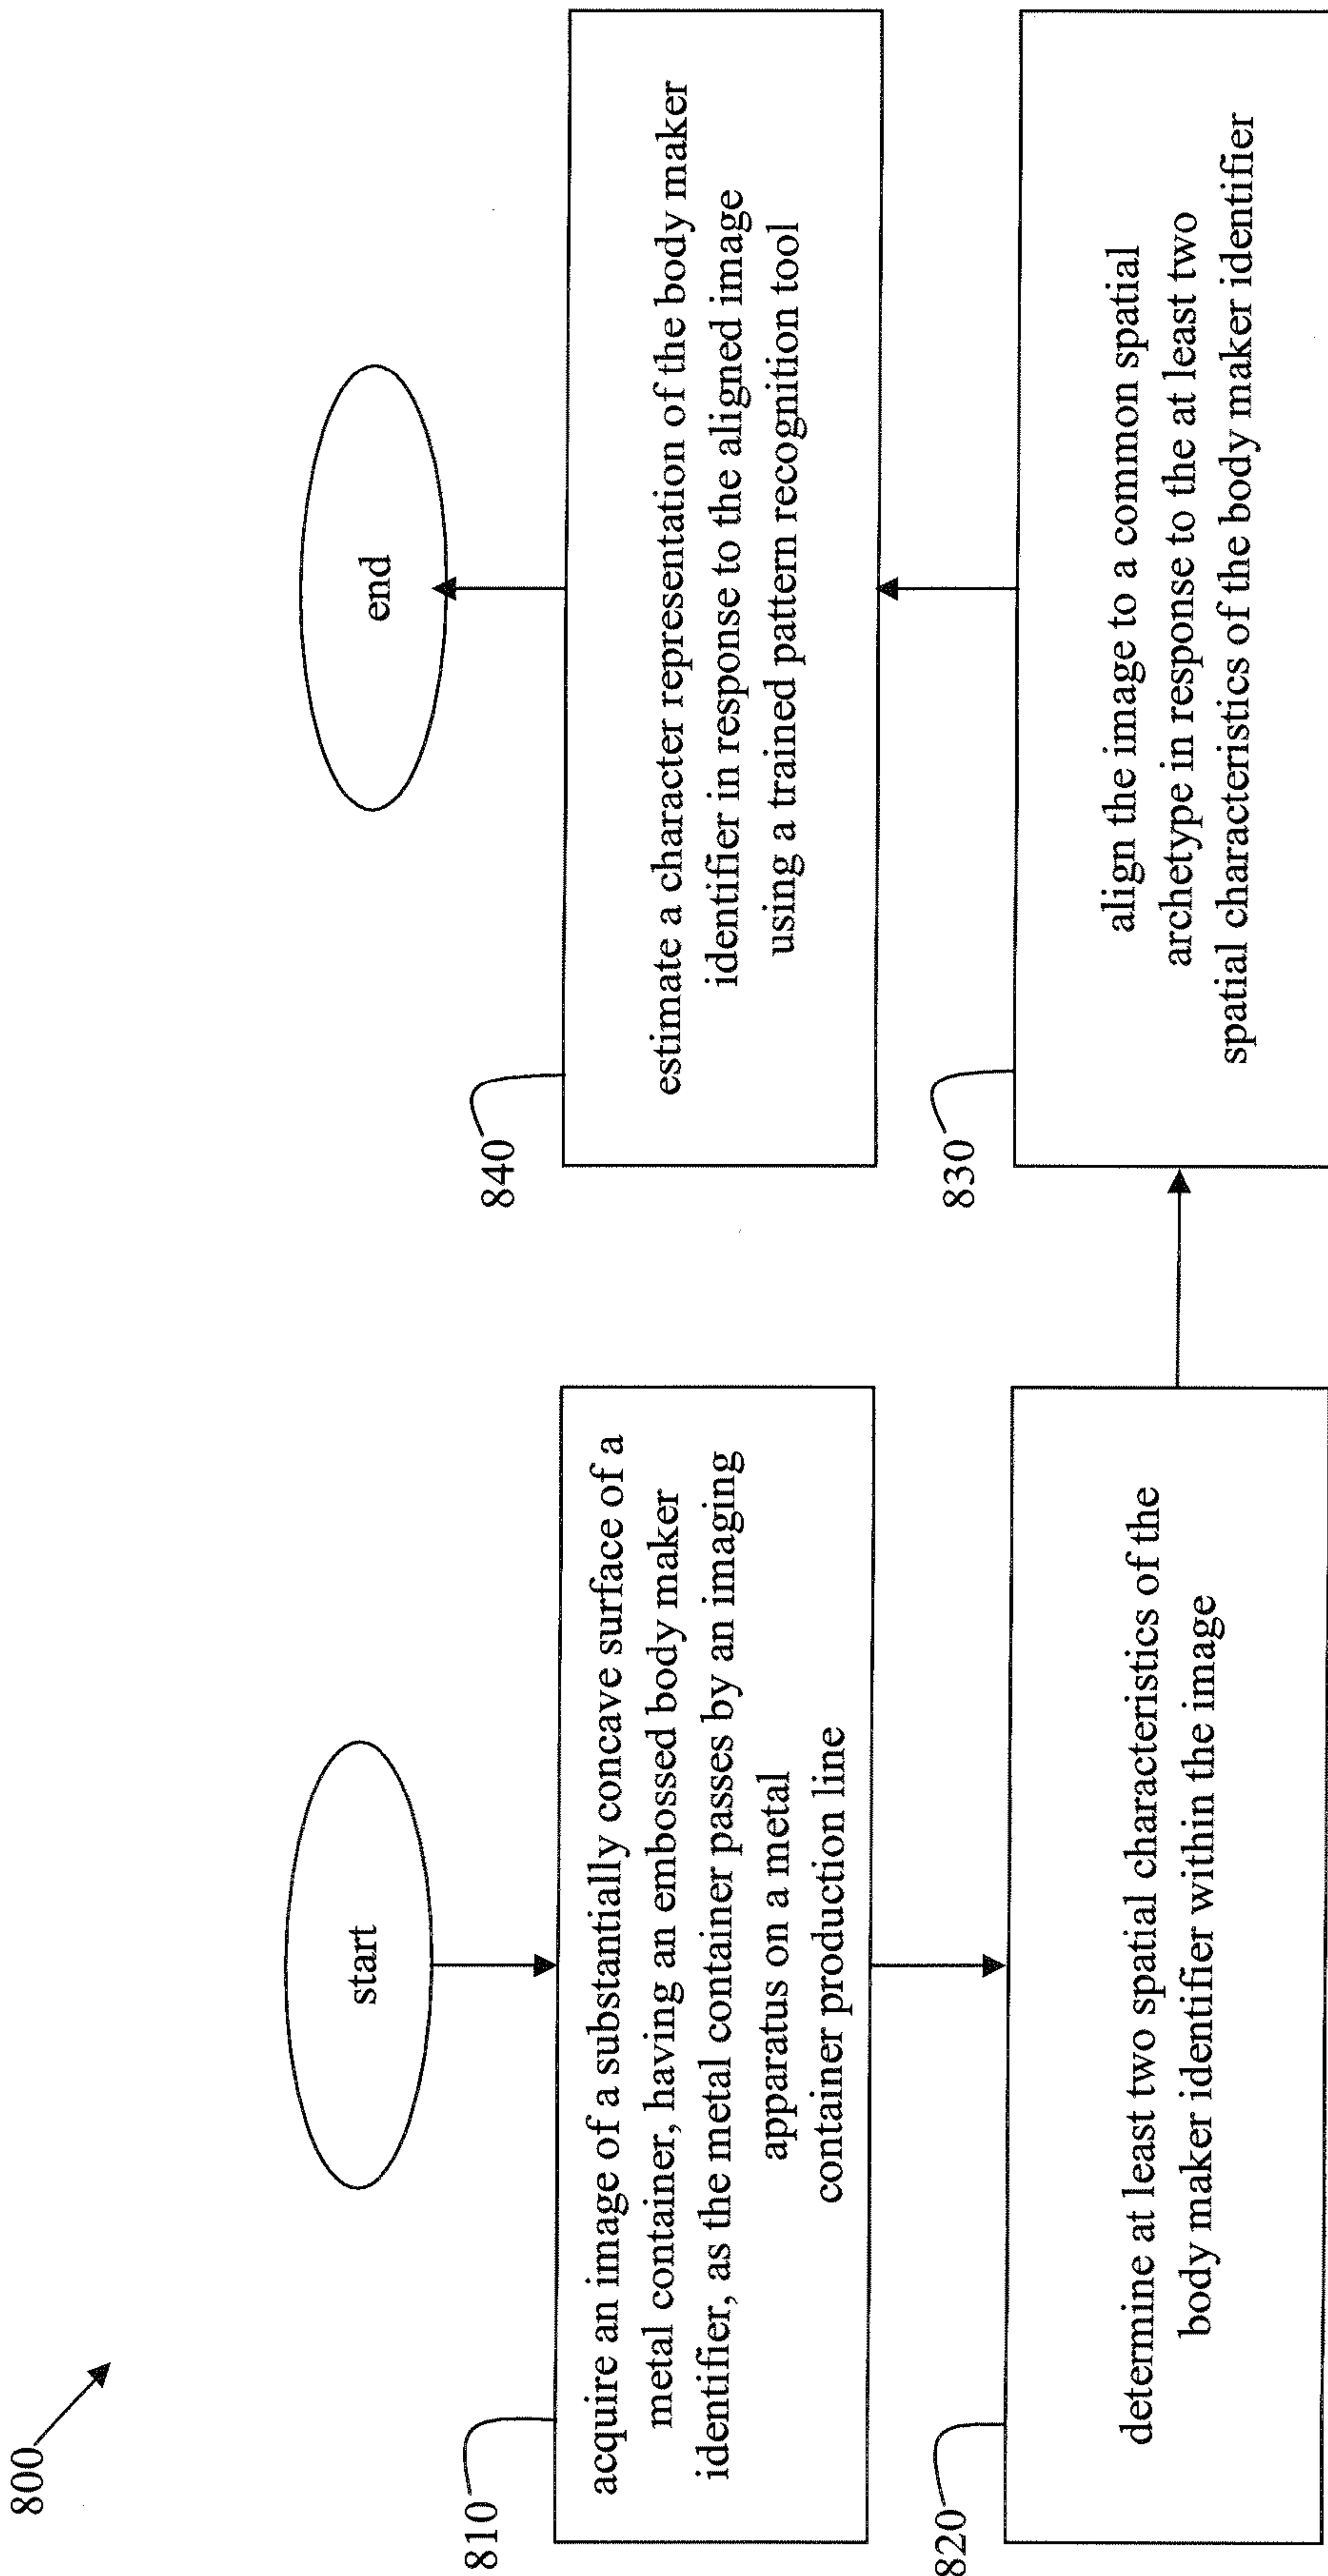 800
start
810
acquire an image of a substantially concave surface of a
metal container, having an embossed body maker
identifier, as the metal container passes by an imaging
apparatus on a metal
container production line
820
determine at least two spatial characteristics of the
body maker identifier within the image
830
align the image to a common spatial
archetype in response to the at least two
spatial characteristics of the body maker identifier
840
estimate a character representation of the body maker
identifier in response to the aligned image
using a trained pattern recognition tool
end